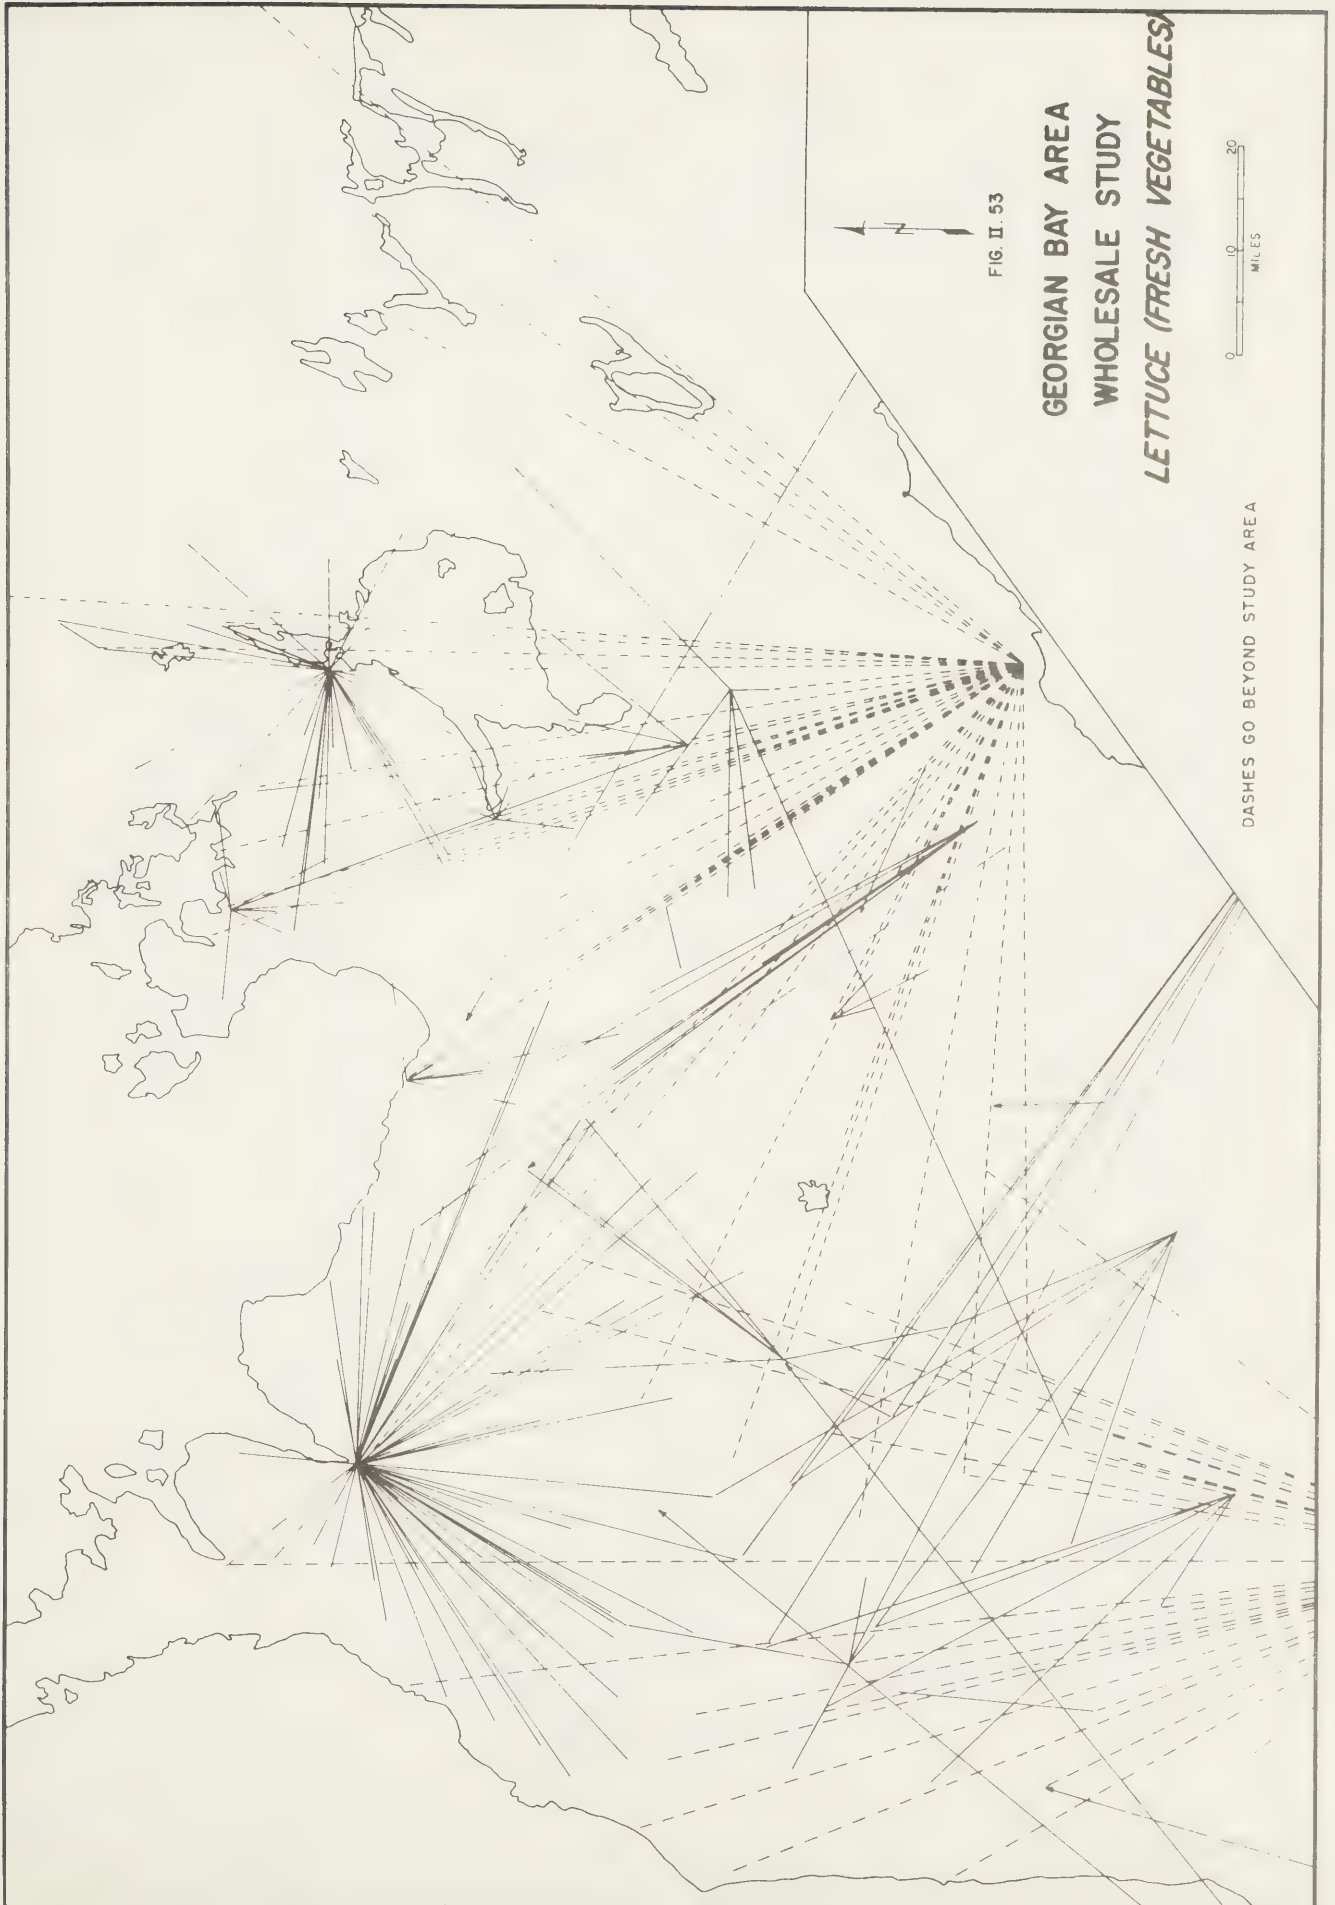 FIG. II. 53
GEORGIAN BAY AREA
WHOLESALE STUDY
LETTUCE (FRESH VEGETABLES)
0 10 20
MILES
DASHES GO BEYOND STUDY AREA
N